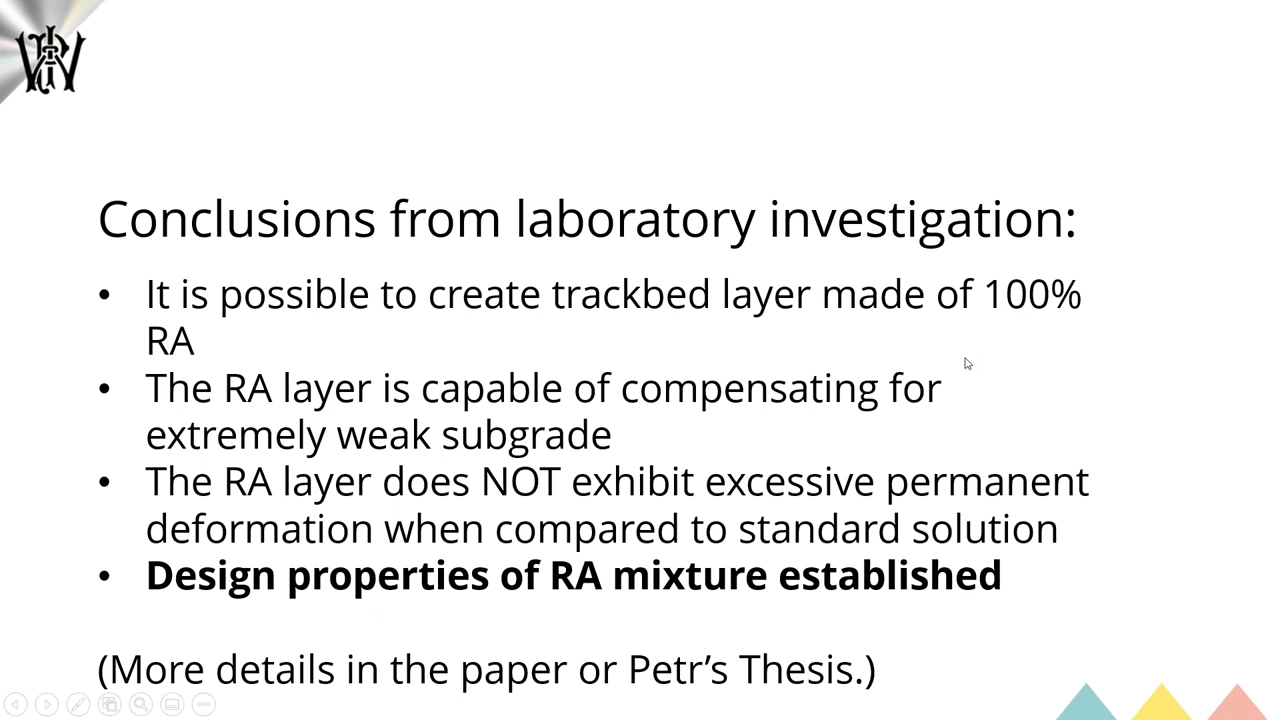 Conclusions from laboratory investigation:
• It is possible to create trackbed layer made of 100%
RA
• The RA layer is capable of compensating for
extremely weak subgrade
• The RA layer does NOT exhibit excessive permanent
deformation when compared to standard solution
• Design properties of RA mixture established
(More details in the paper or Petr’s Thesis.)